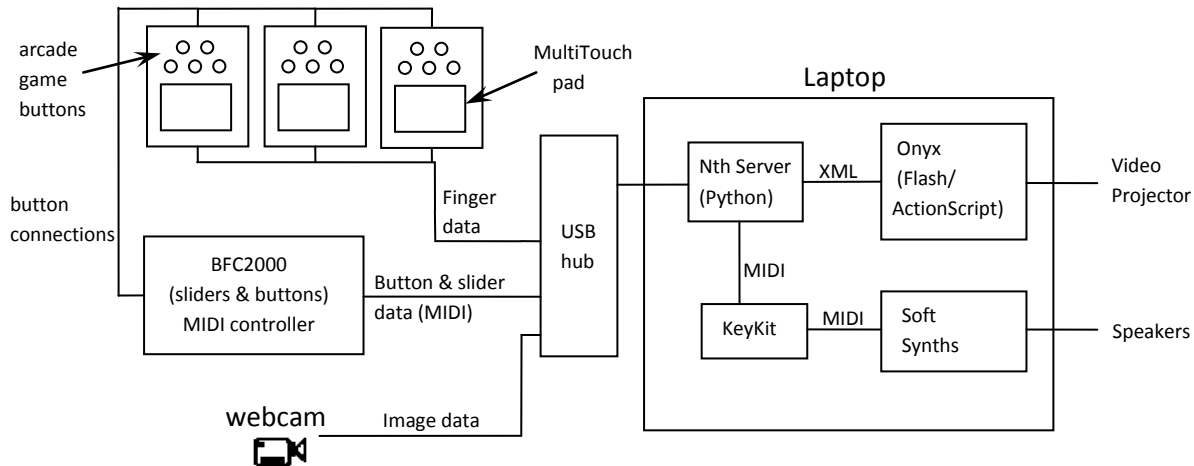 arcade
game
buttons
MultiTouch
pad
Laptop
button
connections
Finger
data
BFC2000
(sliders & buttons)
MIDI controller
Button & slider
data (MIDI)
webcam
Image data
USB
hub
Nth Server
(Python)
XML
Onyx
(Flash/
ActionScript)
Video
Projector
MIDI
KeyKit
MIDI
Soft
Synths
Speakers